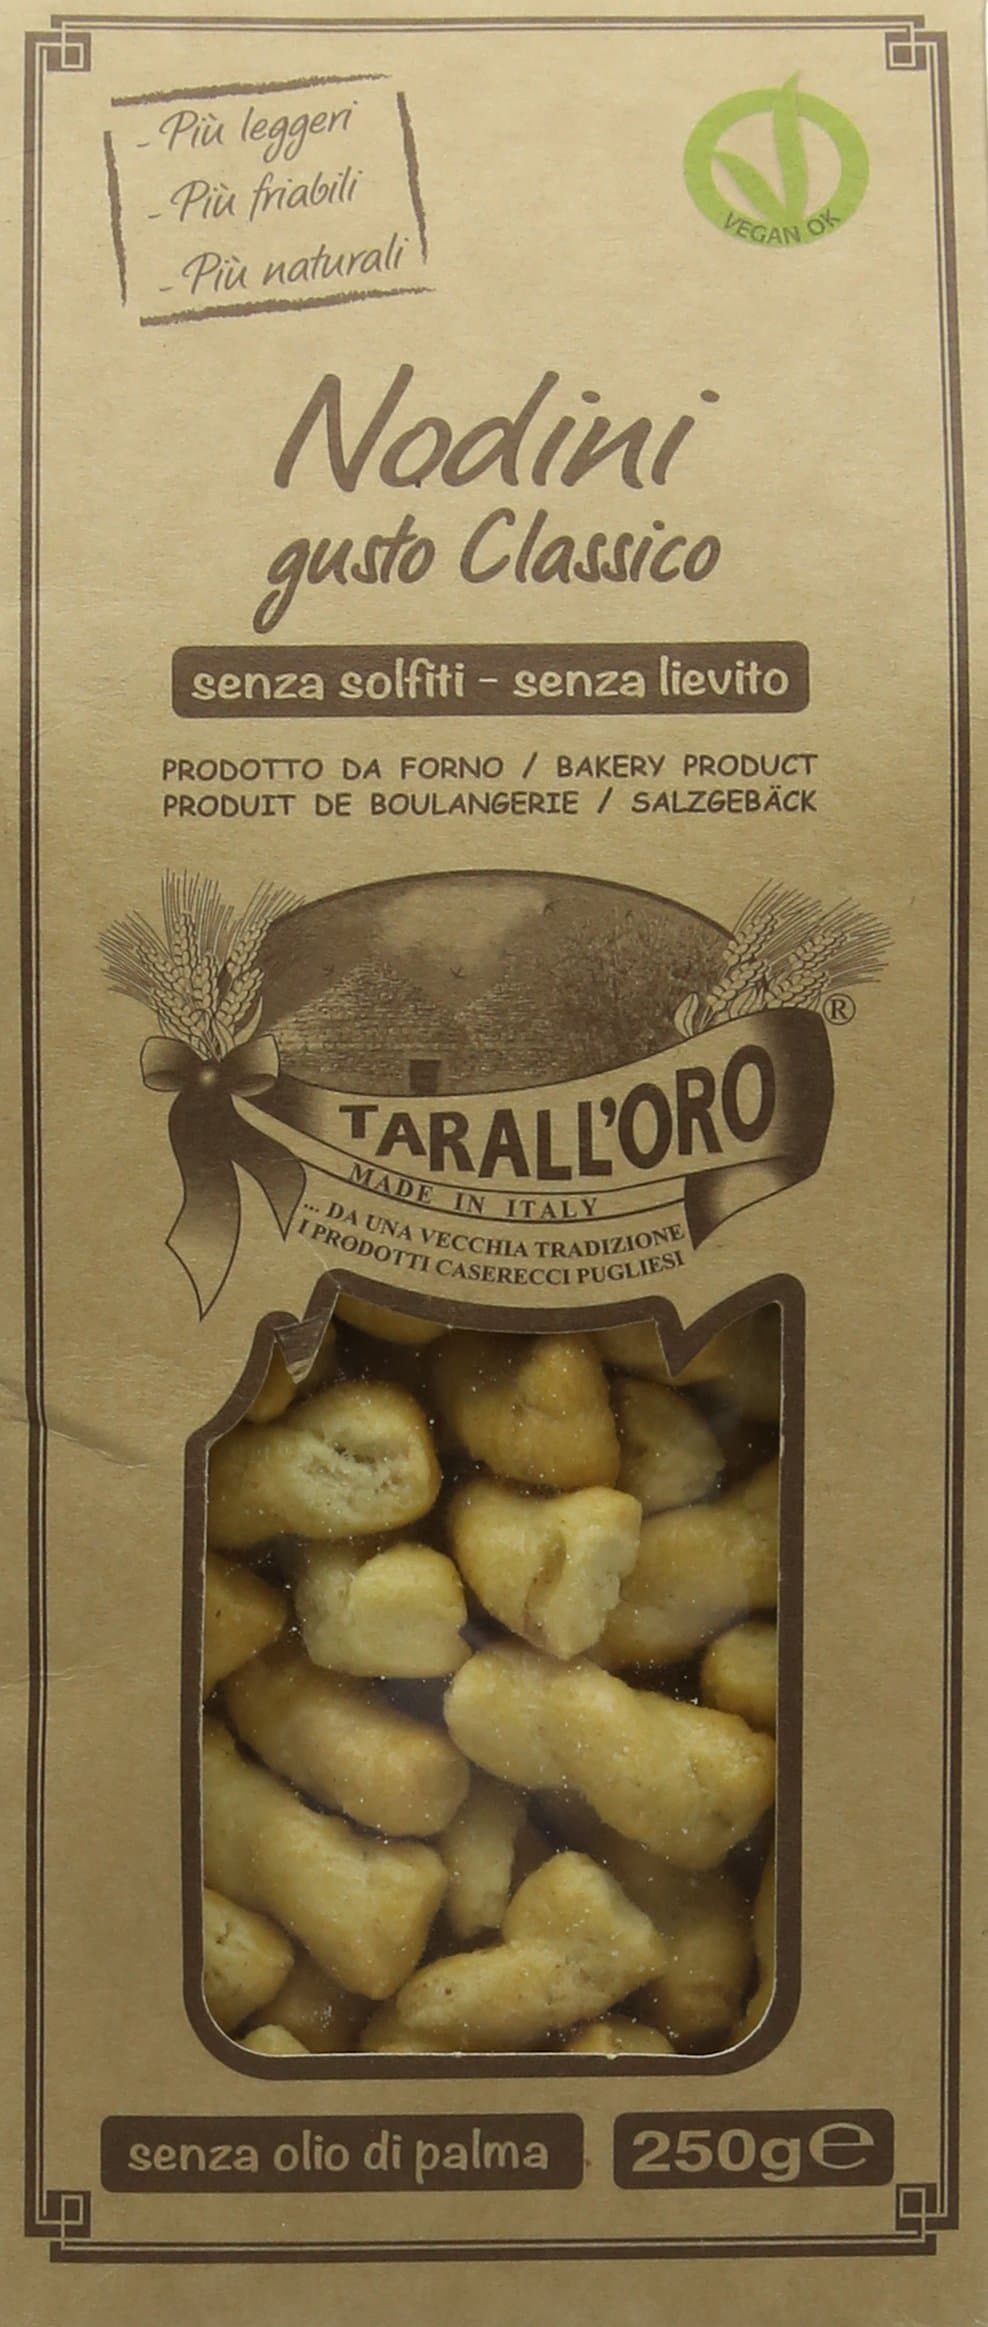 - Più leggeri
- Più friabili
- Più naturali
VEGAN OK
Nodini
gusto Classico
senza solfiti - senza lievito
PRODOTTO DA FORNO / BAKERY PRODUCT
PRODUIT DE BOULANGERIE / SALZGEBÄCK
®
TARALL'ORO
MADE IN ITALY
... DA UNA VECCHIA TRADIZIONE
I PRODOTTI CASERECCI PUGLIESI
senza olio di palma
250g℮